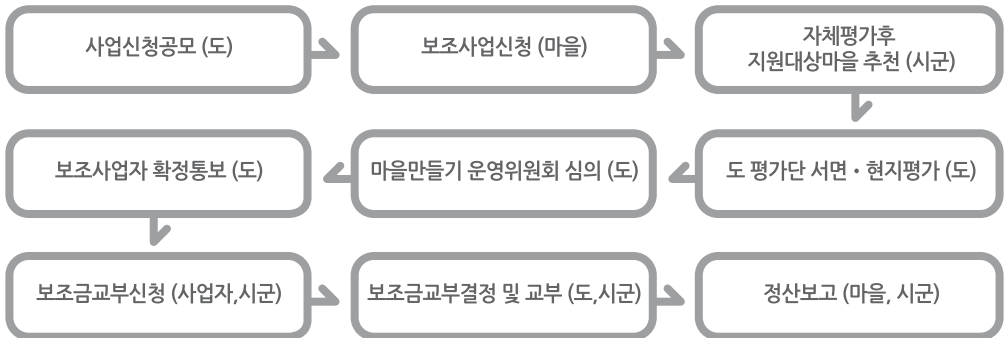 사업신청공모 (도)
보조사업신청 (마을)
자체평가후
지원대상마을 추천 (시군)
도 평가단 서면 • 현지평가 (도)
마을만들기 운영위원회 심의 (도)
보조사업자 확정통보 (도)
보조금교부신청 (사업자,시군)
보조금교부결정 및 교부 (도,시군)
정산보고 (마을, 시군)